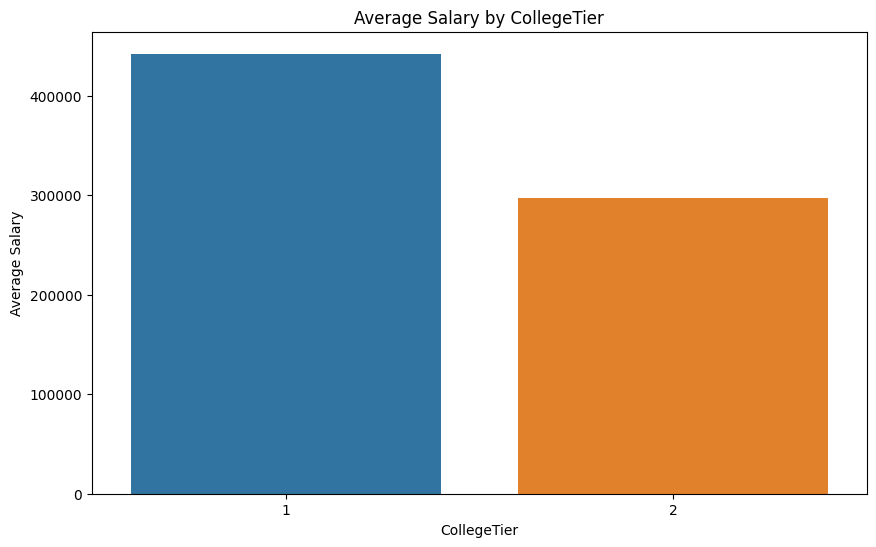 Average Salary by CollegeTier
Average Salary
400000
300000
200000
100000
0
1
2
CollegeTier